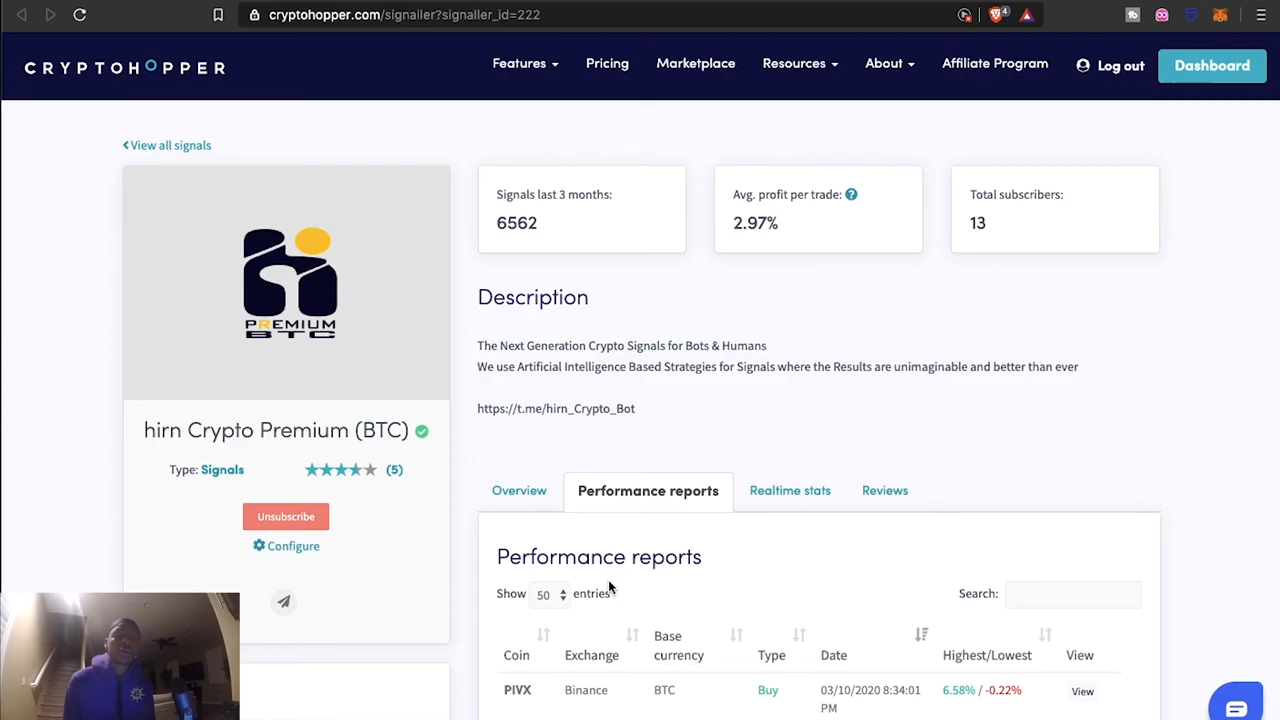 cryptohopper.com/signaller?signaller_id=222
4
CRYPTOHOPPER
Features
Pricing
Marketplace
Resources
About
Affiliate Program
Log out
Dashboard
View all signals
PREMIUM
BTC
hirn Crypto Premium (BTC)
Type: Signals
(5)
Unsubscribe
Configure
Signals last 3 months:
6562
Avg. profit per trade: ?
2.97%
Total subscribers:
13
Description
The Next Generation Crypto Signals for Bots & Humans
We use Artificial Intelligence Based Strategies for Signals where the Results are unimaginable and better than ever
https://t.me/hirn_Crypto_Bot
Overview
Performance reports
Realtime stats
Reviews
Performance reports
Show 50 entries
Search:
Coin
Exchange
Base
currency
Type
Date
Highest/Lowest
View
PIVX
Binance
BTC
Buy
03/10/2020 8:34:01
PM
6.58% / -0.22%
View